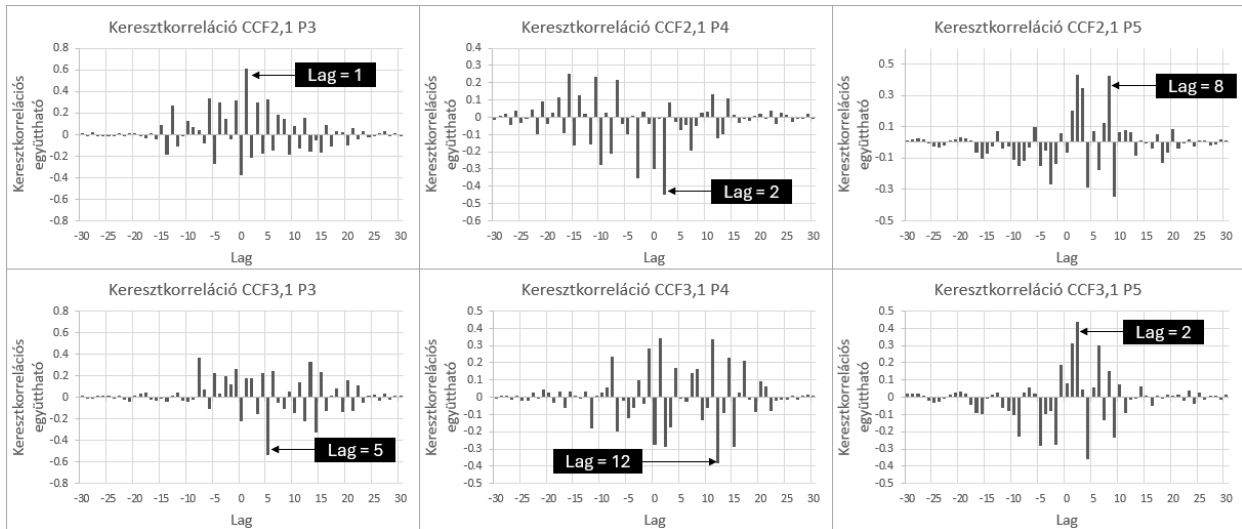 Keresztkorreláció CCF2,1 P3
Keresztkorrelációs
együttható
0.8
0.6
0.4
0.2
0
-0.2
-0.4
-0.6
-0.8
Lag = 1
-30 -25 -20 -15 -10 -5 0 5 10 15 20 25 30
Lag
Keresztkorreláció CCF2,1 P4
Keresztkorrelációs
együttható
0.4
0.3
0.2
0.1
0
-0.1
-0.2
-0.3
-0.4
-0.5
-0.6
Lag = 2
-30 -25 -20 -15 -10 -5 0 5 10 15 20 25 30
Lag
Keresztkorreláció CCF2,1 P5
Keresztkorrelációs
együttható
0.5
0.3
0.1
-0.1
-0.3
-0.5
Lag = 8
-30 -25 -20 -15 -10 -5 0 5 10 15 20 25 30
Lag
Keresztkorreláció CCF3,1 P3
Keresztkorrelációs
együttható
0.8
0.6
0.4
0.2
0
-0.2
-0.4
-0.6
-0.8
Lag = 5
-30 -25 -20 -15 -10 -5 0 5 10 15 20 25 30
Lag
Keresztkorreláció CCF3,1 P4
Keresztkorrelációs
együttható
0.5
0.4
0.3
0.2
0.1
0
-0.1
-0.2
-0.3
-0.4
-0.5
Lag = 12
-30 -25 -20 -15 -10 -5 0 5 10 15 20 25 30
Lag
Keresztkorreláció CCF3,1 P5
Keresztkorrelációs
együttható
0.5
0.4
0.3
0.2
0.1
0
-0.1
-0.2
-0.3
-0.4
-0.5
Lag = 2
-30 -25 -20 -15 -10 -5 0 5 10 15 20 25 30
Lag